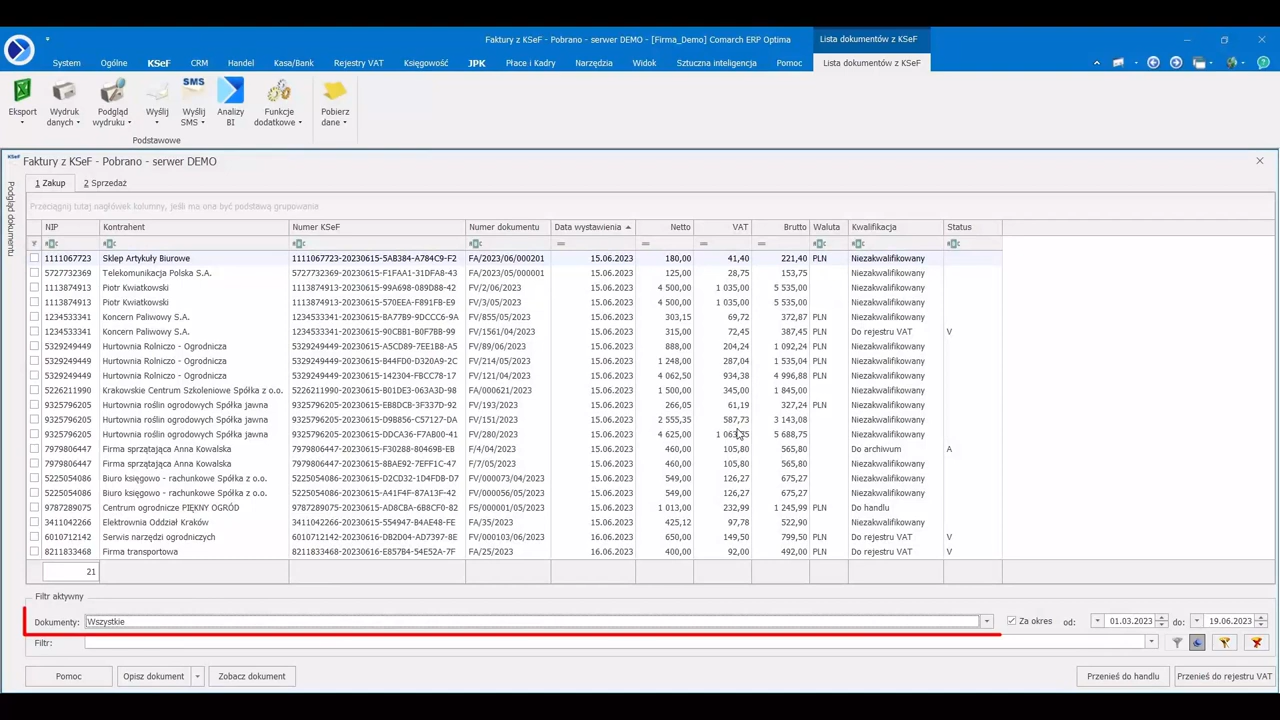 Faktury z KSeF - Pobrano - serwer DEMO - [Firma_Demo] Comarch ERP Optima
Lista dokumentów z KSeF
System Ogólne KSeF CRM Handel Kasa/Bank Rejestry VAT Księgowość JPK Płace i Kadry Narzędzia Widok Sztuczna inteligencja Pomoc Lista dokumentów z KSeF
Eksport
Wydruk danych
Podgląd wydruku
Wyślij
SMS
Wyślij SMS
Analizy BI
Funkcje dodatkowe
Pobierz dane
Podstawowe
KSeF
Faktury z KSeF - Pobrano - serwer DEMO
Podgląd dokumentu
1 Zakup 2 Sprzedaż
Przeciągnij tutaj nagłówek kolumny, jeśli ma ona być podstawą grupowania
NIP Kontrahent Numer KSeF Numer dokumentu Data wystawienia Netto VAT Brutto Waluta Kwalifikacja Status
1111067723 Sklep Artykuły Biurowe 1111067723-20230615-5AB384-A784C9-F2 FA/2023/06/000201 15.06.2023 180,00 41,40 221,40 PLN Niezakwalifikowany
5727732369 Telekomunikacja Polska S.A. 5727732369-20230615-F1FAA1-31DFA8-43 FA/2023/05/000001 15.06.2023 125,00 28,75 153,75 Niezakwalifikowany
1113874913 Piotr Kwiatkowski 1113874913-20230615-99A698-089D88-42 FV/2/06/2023 15.06.2023 4 500,00 1 035,00 5 535,00 Niezakwalifikowany
1113874913 Piotr Kwiatkowski 1113874913-20230615-570EEA-F891FB-E9 FV/3/05/2023 15.06.2023 4 500,00 1 035,00 5 535,00 Niezakwalifikowany
1234533341 Koncern Paliwowy S.A. 1234533341-20230615-BA77B9-9DCCC6-9A FV/855/05/2023 15.06.2023 303,15 69,72 372,87 PLN Niezakwalifikowany
1234533341 Koncern Paliwowy S.A. 1234533341-20230615-90CBB1-B0F7BB-99 FV/1561/04/2023 15.06.2023 315,00 72,45 387,45 PLN Do rejestru VAT V
5329249449 Hurtownia Rolniczo - Ogrodnicza 5329249449-20230615-A5CD89-7EE1B8-A5 FV/89/06/2023 15.06.2023 888,00 204,24 1 092,24 PLN Niezakwalifikowany
5329249449 Hurtownia Rolniczo - Ogrodnicza 5329249449-20230615-B44FD0-D320A9-2C FV/214/05/2023 15.06.2023 1 248,00 287,04 1 535,04 PLN Niezakwalifikowany
5329249449 Hurtownia Rolniczo - Ogrodnicza 5329249449-20230615-142304-FBCC78-17 FV/121/04/2023 15.06.2023 4 062,50 934,38 4 996,88 PLN Niezakwalifikowany
5226211990 Krakowskie Centrum Szkoleniowe Spółka z o.o. 5226211990-20230615-B01DE3-063A3D-98 FA/000621/2023 15.06.2023 1 500,00 345,00 1 845,00 Niezakwalifikowany
9325796205 Hurtownia roślin ogrodowych Spółka jawna 9325796205-20230615-EB8DCB-3F337D-92 FV/193/2023 15.06.2023 266,05 61,19 327,24 PLN Niezakwalifikowany
9325796205 Hurtownia roślin ogrodowych Spółka jawna 9325796205-20230615-D9B856-C57127-DA FV/151/2023 15.06.2023 2 555,35 587,73 3 143,08 Niezakwalifikowany
9325796205 Hurtownia roślin ogrodowych Spółka jawna 9325796205-20230615-DDCA36-F7AB00-41 FV/280/2023 15.06.2023 4 625,00 5 688,75 Niezakwalifikowany
7979806447 Firma sprzątająca Anna Kowalska 7979806447-20230615-F30288-80469B-EB F/4/04/2023 15.06.2023 460,00 105,80 565,80 Do archiwum A
7979806447 Firma sprzątająca Anna Kowalska 7979806447-20230615-8BAE92-7EFF1C-47 F/7/05/2023 15.06.2023 460,00 105,80 565,80 Niezakwalifikowany
5225054086 Biuro księgowo - rachunkowe Spółka z o.o. 5225054086-20230615-D2CD32-1D4FDB-D7 FV/000073/04/2023 15.06.2023 549,00 126,27 675,27 Niezakwalifikowany
5225054086 Biuro księgowo - rachunkowe Spółka z o.o. 5225054086-20230615-A41F4F-87A13F-42 FV/000056/05/2023 15.06.2023 549,00 126,27 675,27 Niezakwalifikowany
9787289075 Centrum ogrodnicze PIĘKNY OGRÓD 9787289075-20230615-AD8CBA-6B8CF0-82 FS/000103/05/2023 15.06.2023 1 013,00 232,99 1 245,99 PLN Do handlu
3411042266 Elektrownia Oddział Kraków 3411042266-20230615-554947-B4AE48-FE FA/35/2023 15.06.2023 425,12 97,78 522,90 Niezakwalifikowany
6010712142 Serwis narzędzi ogrodniczych 6010712142-20230616-DB2D04-AD7397-8E FV/000103/06/2023 16.06.2023 650,00 149,50 799,50 PLN Do rejestru VAT V
8211833468 Firma transportowa 8211833468-20230616-E857B4-54E52A-7F FA/25/2023 16.06.2023 400,00 92,00 492,00 PLN Do rejestru VAT V
21
Filtr aktywny
Dokumenty: Wszystkie Za okres od: 01.03.2023 do: 19.06.2023
Filtr:
Pomoc Opisz dokument Zobacz dokument Przenieś do handlu Przenieś do rejestru VAT